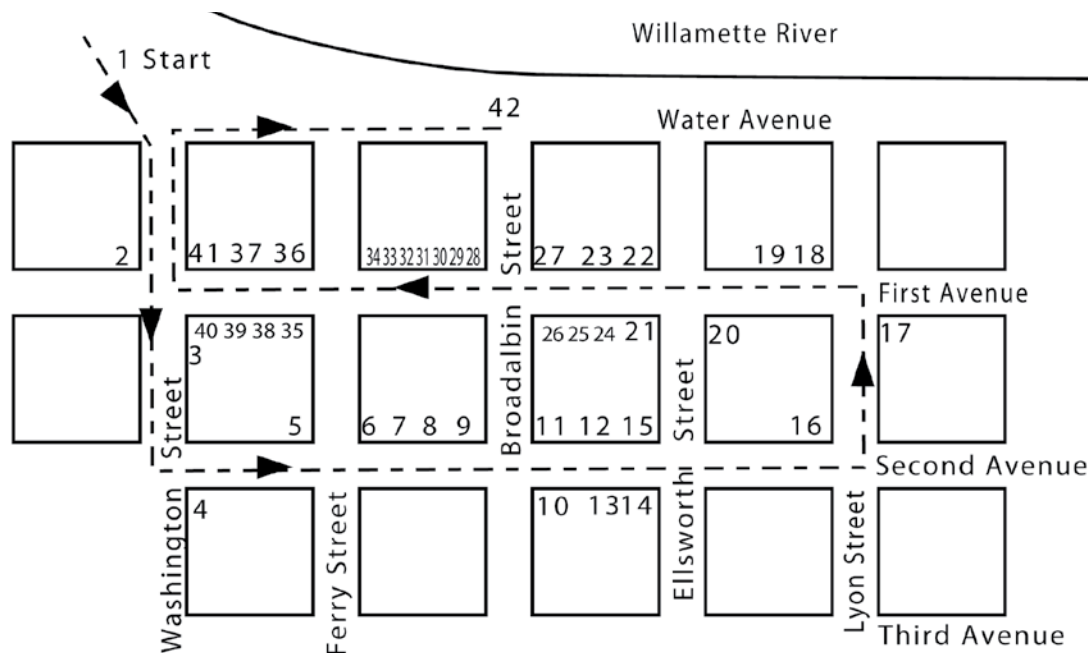 Willamette River
1 Start
42
Water Avenue
2
41 37 36
34 33 32 31 30 29 28
Street
27 23 22
19 18
First Avenue
40 39 38 35
3
26 25 24 21
20
17
Street
5
6 7 8 9
Broadalbin
11 12 15
Street
16
Second Avenue
Washington
4
Ferry Street
10 13 14
Ellsworth
Lyon Street
Third Avenue